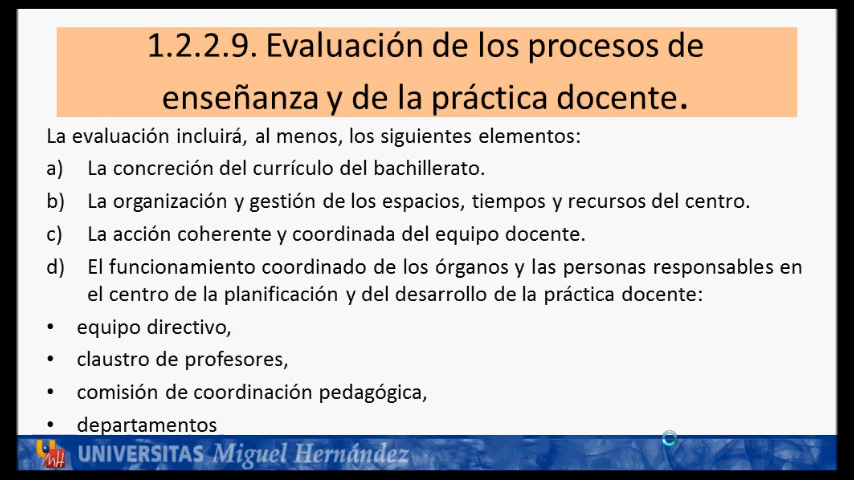 1.2.2.9. Evaluación de los procesos de
enseñanza y de la práctica docente.
La evaluación incluirá, al menos, los siguientes elementos:
a) La concreción del currículo del bachillerato.
b) La organización y gestión de los espacios, tiempos y recursos del centro.
c) La acción coherente y coordinada del equipo docente.
d) El funcionamiento coordinado de los órganos y las personas responsables en
el centro de la planificación y del desarrollo de la práctica docente:
• equipo directivo,
• claustro de profesores,
• comisión de coordinación pedagógica,
• departamentos
UNIVERSITAS Miguel Hernández